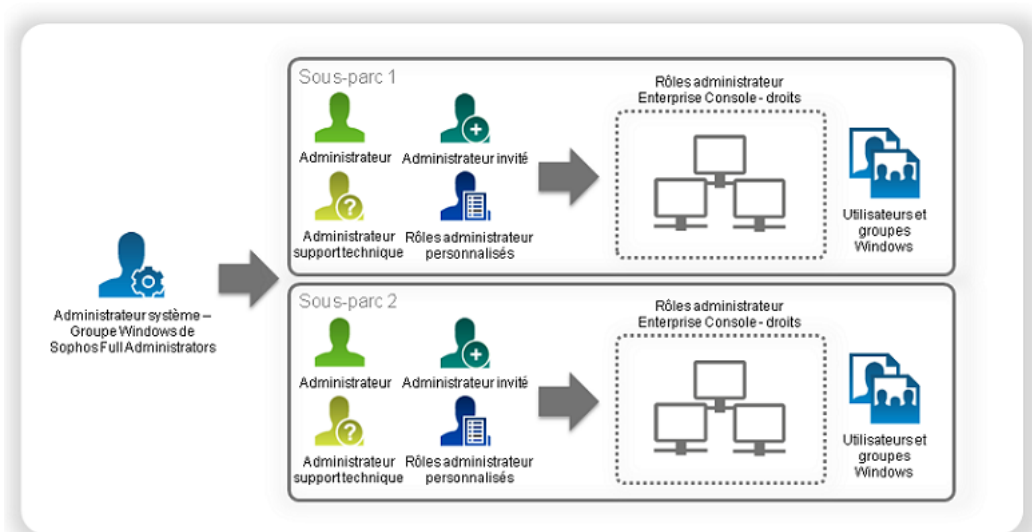 Administrateur système –
Groupe Windows de
Sophos Full Administrators
Sous-parc 1
Administrateur
Administrateur invité
Administrateur
support technique
Rôles administrateur
personnalisés
Rôles administrateur
Enterprise Console - droits
Utilisateurs et
groupes
Windows
Sous-parc 2
Administrateur
Administrateur invité
Administrateur
support technique
Rôles administrateur
personnalisés
Rôles administrateur
Enterprise Console - droits
Utilisateurs et
groupes
Windows